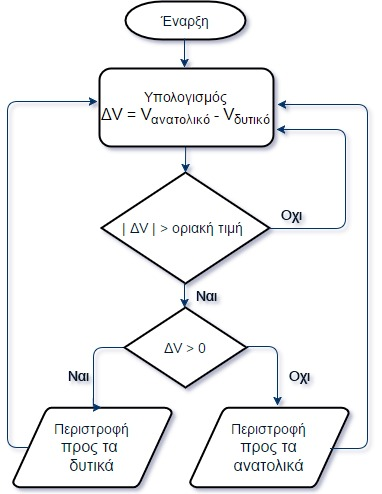 Έναρξη
Υπολογισμός
ΔV = Vανατολικό - Vδυτικό
| ΔV | > οριακή τιμή
Οχι
Ναι
ΔV > 0
Ναι
Οχι
Περιστροφή
προς τα
δυτικά
Περιστροφή
προς τα
ανατολικά